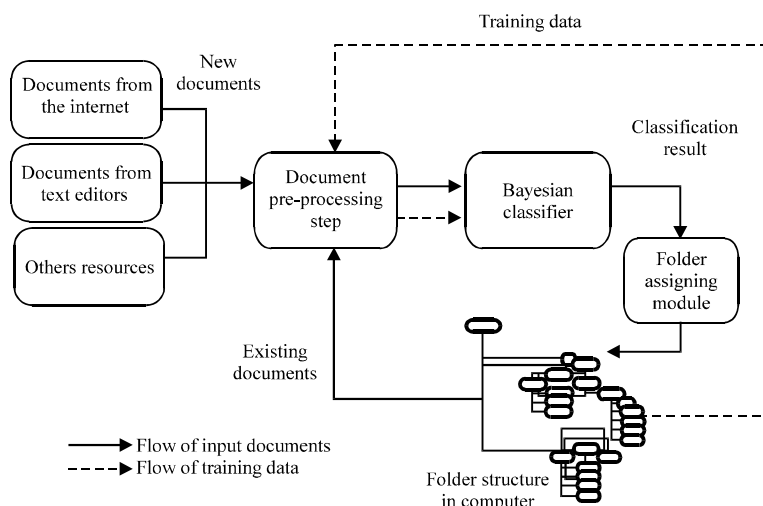 Training data
New
documents
Documents from
the internet
Documents from
text editors
Others resources
Document
pre-processing
step
Bayesian
classifier
Classification
result
Folder
assigning
module
Existing
documents
Flow of input documents
Flow of training data
Folder structure
in computer